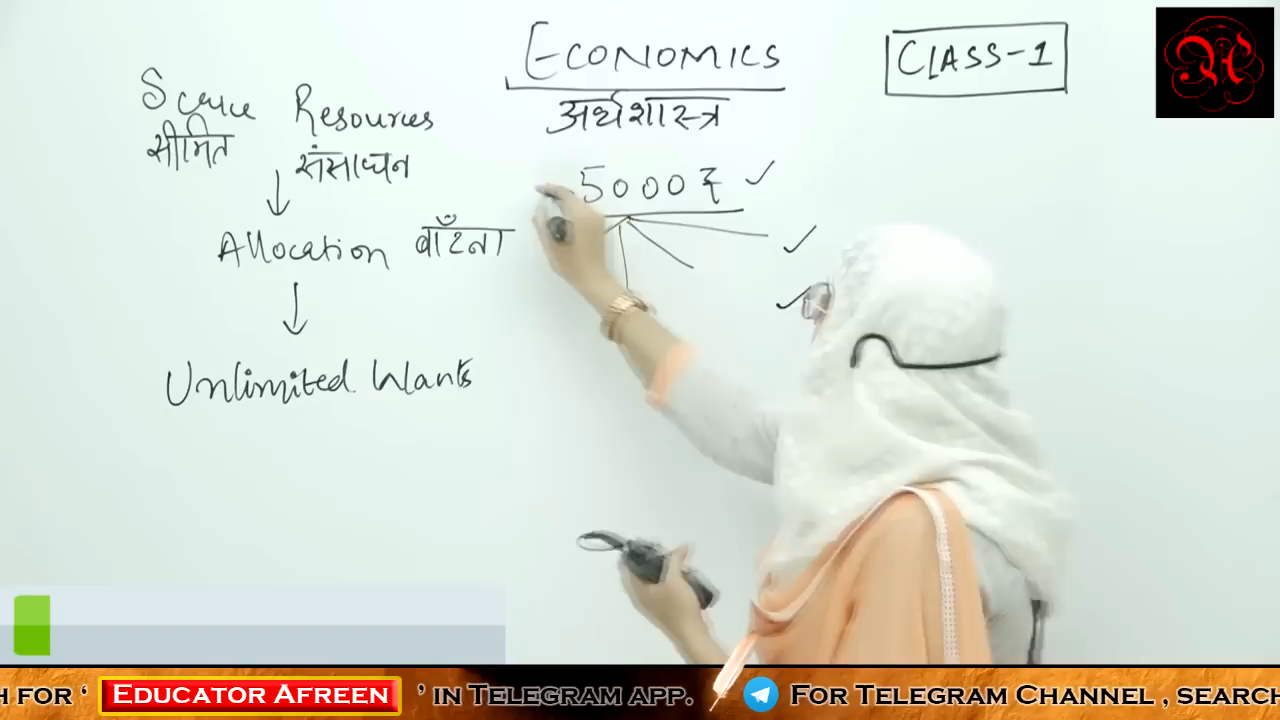 ECONOMICS
अर्थशास्त्र
CLASS-1
Scarce Resources
सीमित संसाधन
5000₹
Allocation बाँटना
Unlimited Wants
H FOR ‘ EDUCATOR AFREEN ’ IN TELEGRAM APP. FOR TELEGRAM CHANNEL , SEARCH